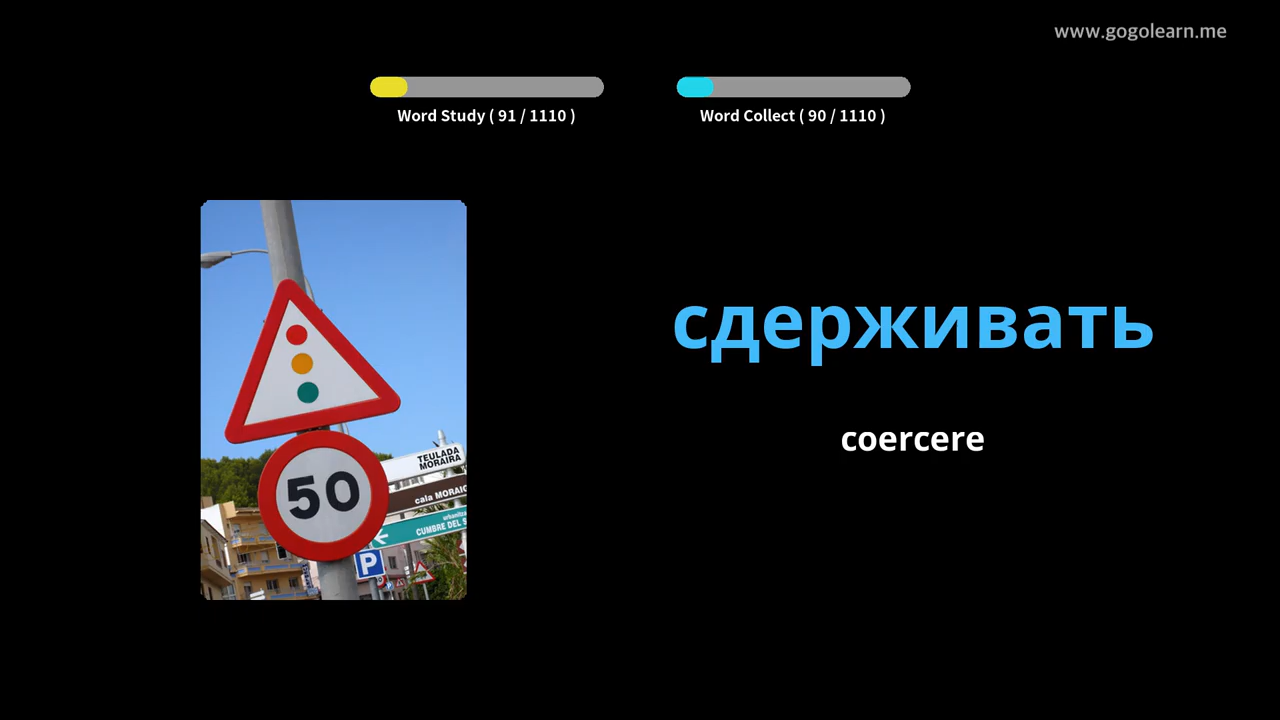 www.gogolearn.me
Word Study ( 91 / 1110 )
Word Collect ( 90 / 1110 )
сдерживать
coercere
50
TEULADA
MORAIRA
cala MORAIG
CUMBRE DEL S
P